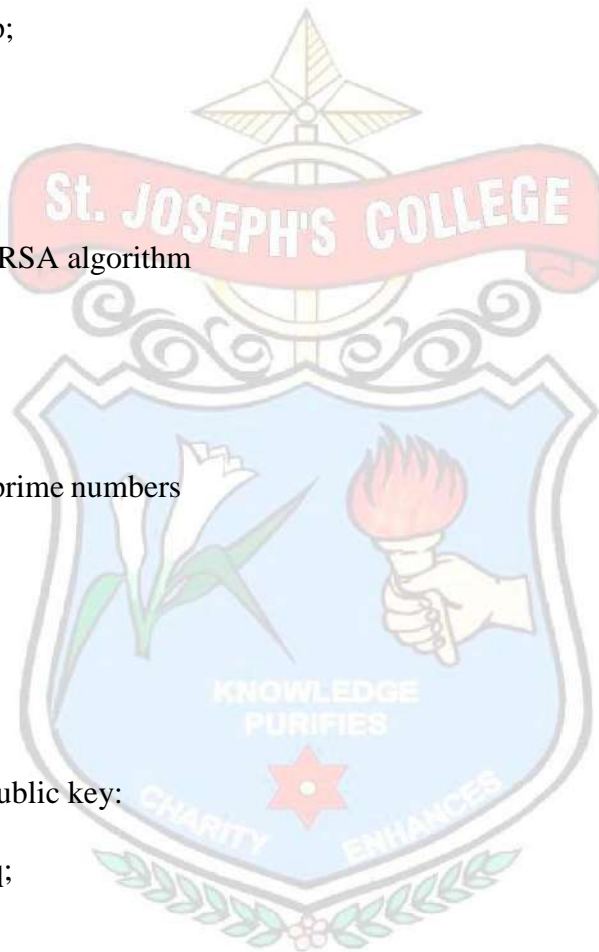 ;
St. JOSEPH'S COLLEGE
RSA algorithm
prime numbers
KNOWLEDGE
PURIFIES
ublic key:
CHARITY ENHANCES
;